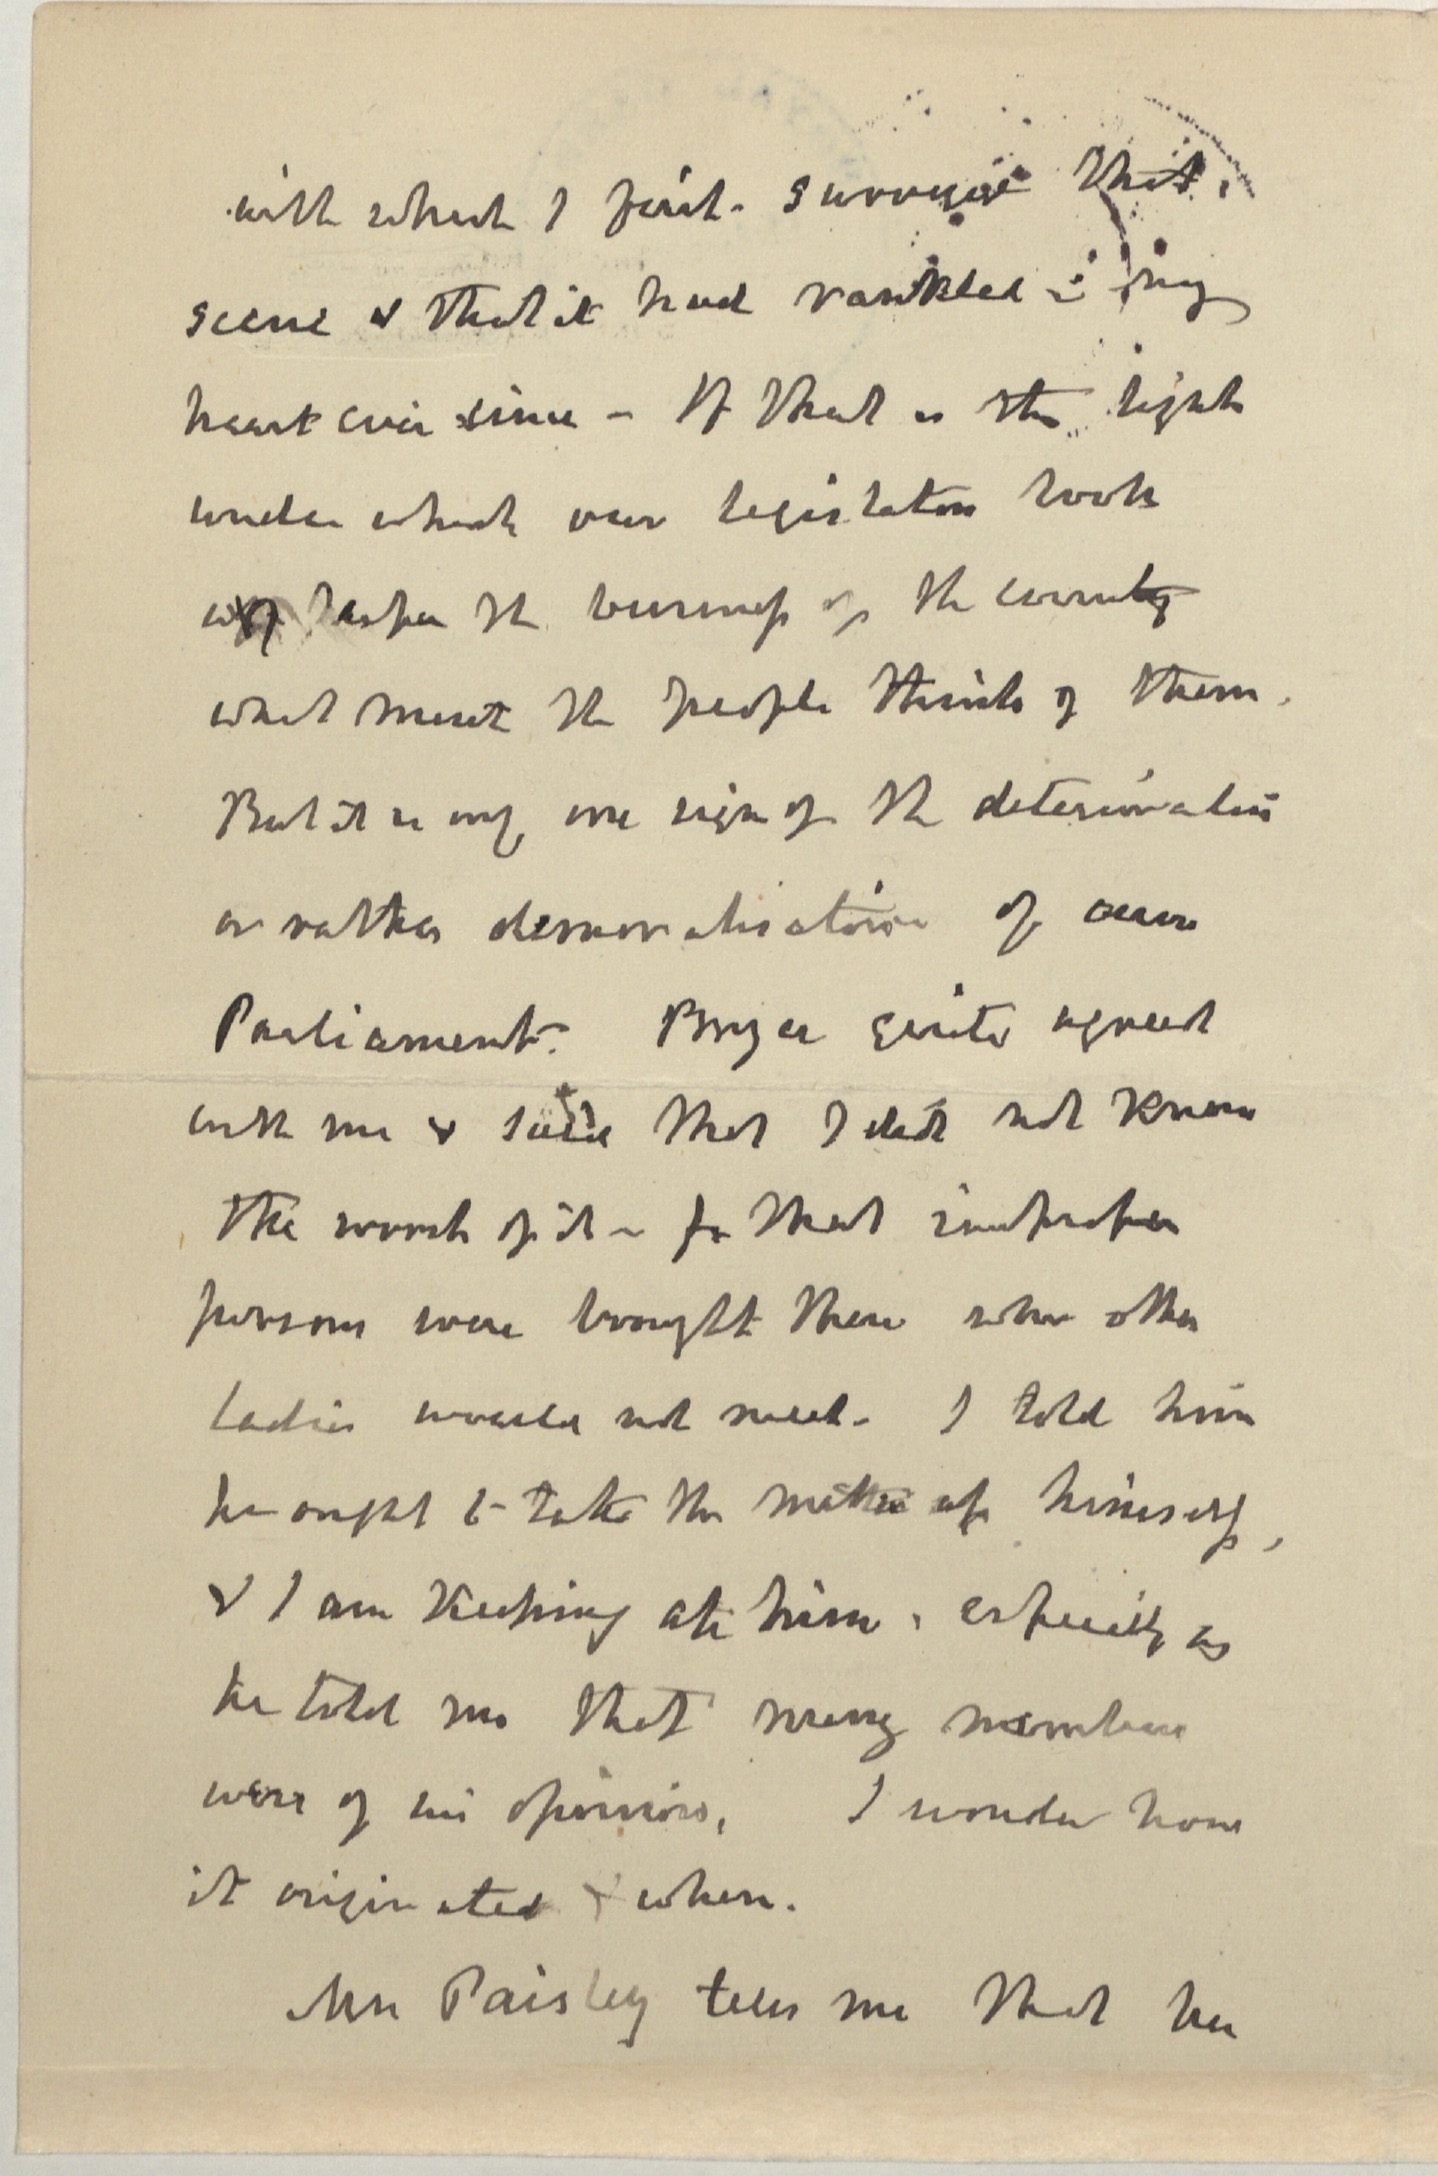 with which I first surveyed that
scene & that it had rankled in my
heart ever since - If that is the light
under which our legislators look
upon the business of the country
what must the people think of them.
But it is only one sign of the deterioration
or rather demoralisation of our
Parliament. Bryce quite agreed
with me & said that I did not know
the worst of it - for that improper
persons were brought there whom other
ladies would not meet. I told him
he ought to take the matter up himself,
& I am keeping at him, especially as
he told me that many members
were of his opinion, I wonder how
it originated & when.
Mrs Paisley tells me that her